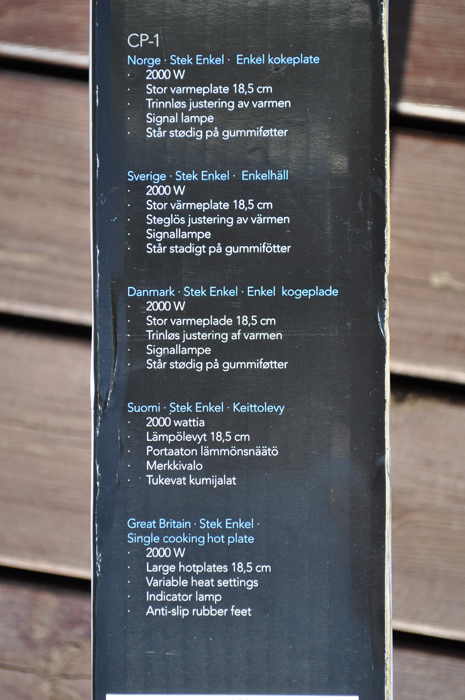 CP-1
Norge · Stek Enkel · Enkel kokeplate
· 2000 W
· Stor varmeplate 18,5 cm
· Trinnløs justering av varmen
· Signal lampe
· Står stødig på gummiføtter
Sverige · Stek Enkel · Enkelhäll
· 2000 W
· Stor värmeplate 18,5 cm
· Steglös justering av värmen
· Signallampe
· Står stadigt på gummifötter
Danmark · Stek Enkel · Enkel kogeplade
· 2000 W
· Stor varmeplade 18,5 cm
· Trinløs justering af varmen
· Signallampe
· Står stødig på gummiføtter
Suomi · Stek Enkel · Keittolevy
· 2000 wattia
· Lämpölevyt 18,5 cm
· Portaaton lämmönsnäätö
· Merkkivalo
· Tukevat kumijalat
Great Britain · Stek Enkel ·
Single cooking hot plate
· 2000 W
· Large hotplates 18,5 cm
· Variable heat settings
· Indicator lamp
· Anti-slip rubber feet